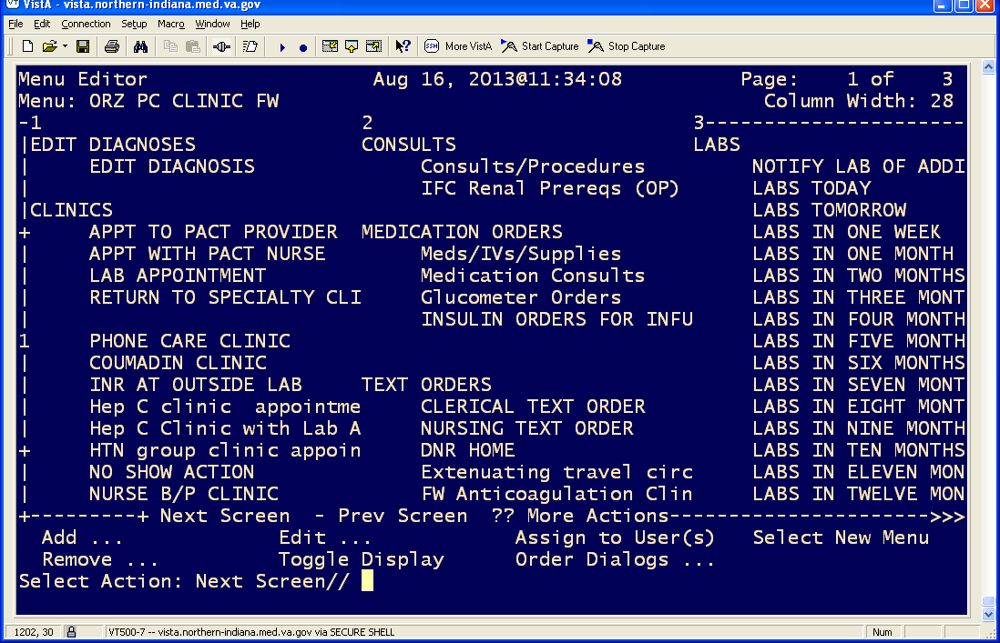 VistA - vista.northern-indiana.med.va.gov
File Edit Connection Setup Macro Window Help
SSH More VistA Start Capture Stop Capture
Menu Editor Aug 16, 2013@11:34:08 Page: 1 of 3
Menu: ORZ PC CLINIC FW Column Width: 28
-1 2 3----------------------
|EDIT DIAGNOSES CONSULTS LABS
| EDIT DIAGNOSIS Consults/Procedures NOTIFY LAB OF ADDI
| IFC Renal Prereqs (OP) LABS TODAY
|CLINICS LABS TOMORROW
+ APPT TO PACT PROVIDER MEDICATION ORDERS LABS IN ONE WEEK
| APPT WITH PACT NURSE Meds/IVs/Supplies LABS IN ONE MONTH
| LAB APPOINTMENT Medication Consults LABS IN TWO MONTHS
| RETURN TO SPECIALTY CLI Glucometer Orders LABS IN THREE MONT
| INSULIN ORDERS FOR INFU LABS IN FOUR MONTH
1 PHONE CARE CLINIC LABS IN FIVE MONTH
| COUMADIN CLINIC LABS IN SIX MONTHS
| INR AT OUTSIDE LAB TEXT ORDERS LABS IN SEVEN MONT
| Hep C clinic  appointme CLERICAL TEXT ORDER LABS IN EIGHT MONT
| Hep C Clinic with Lab A NURSING TEXT ORDER LABS IN NINE MONTH
+ HTN group clinic appoin DNR HOME LABS IN TEN MONTHS
| NO SHOW ACTION Extenuating travel circ LABS IN ELEVEN MON
| NURSE B/P CLINIC FW Anticoagulation Clin LABS IN TWELVE MON
+---------+ Next Screen - Prev Screen ?? More Actions----------------------->>>
Add ... Edit ... Assign to User(s) Select New Menu
Remove ... Toggle Display Order Dialogs ...
Select Action: Next Screen//
1202, 30 VT500-7 -- vista.northern-indiana.med.va.gov via SECURE SHELL Num